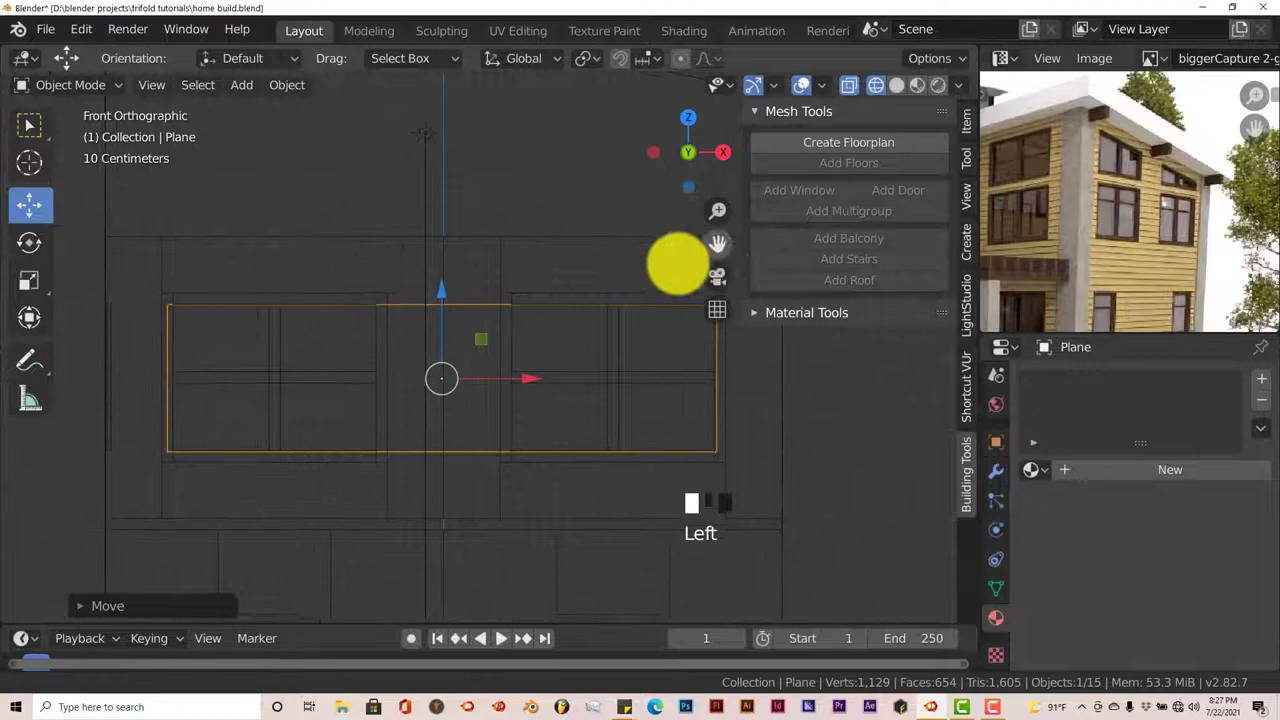 Blender* [D:\blender projects\trifold tutorials\home build.blend]
File Edit Render Window Help Layout Modeling Sculpting UV Editing Texture Paint Shading Animation Renderi Scene View Layer
Orientation: Default Drag: Select Box Global Options View Image biggerCapture 2-g
Object Mode View Select Add Object
Front Orthographic
(1) Collection | Plane
10 Centimeters
Z
X
Y
Mesh Tools
Create Floorplan
Add Floors
Add Window Add Door
Add Multigroup
Add Balcony
Add Stairs
Add Roof
Material Tools
Item
Tool
View
Create
LightStudio
Shortcut VUr
Building Tools
Plane
New
Left
Move
Playback Keying View Marker 1 Start 1 End 250
Collection | Plane | Verts:1,129 | Faces:654 | Tris:1,605 | Objects:1/15 | Mem: 53.3 MiB | v2.82.7
Type here to search 91°F 8:27 PM
7/22/2021